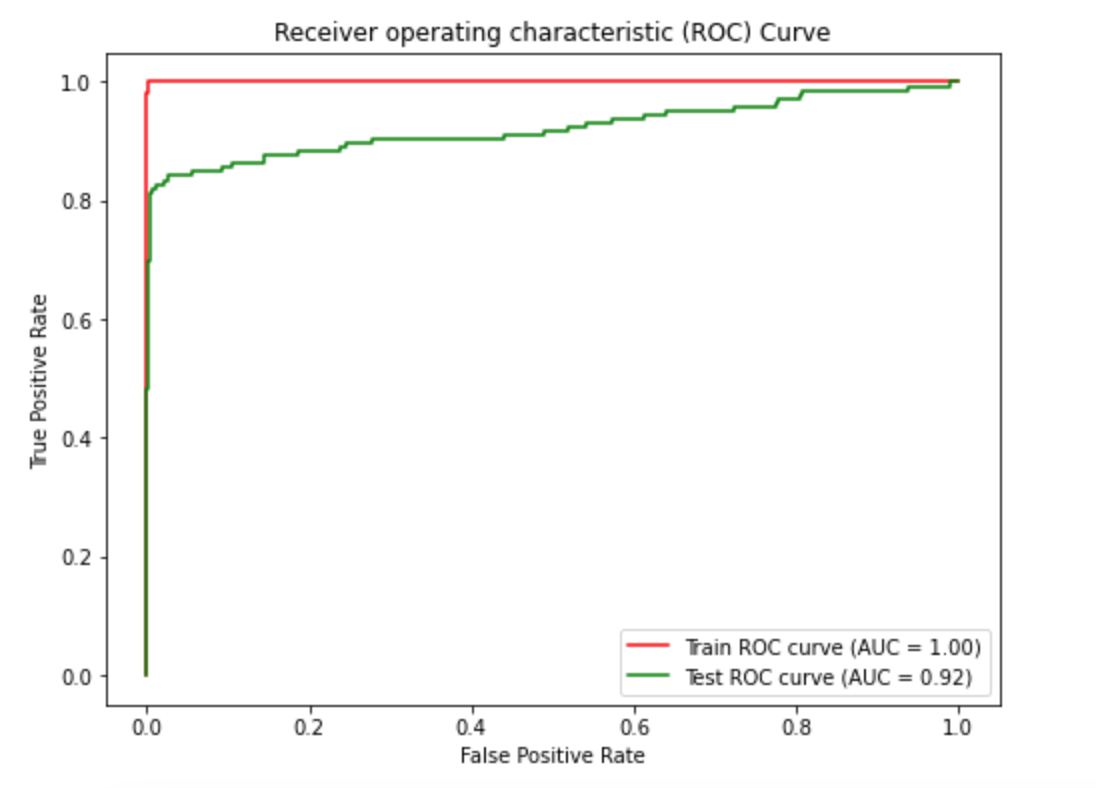 Receiver operating characteristic (ROC) Curve
1.0
0.8
0.6
0.4
0.2
0.0
True Positive Rate
Train ROC curve (AUC = 1.00)
Test ROC curve (AUC = 0.92)
0.0 0.2 0.4 0.6 0.8 1.0
False Positive Rate